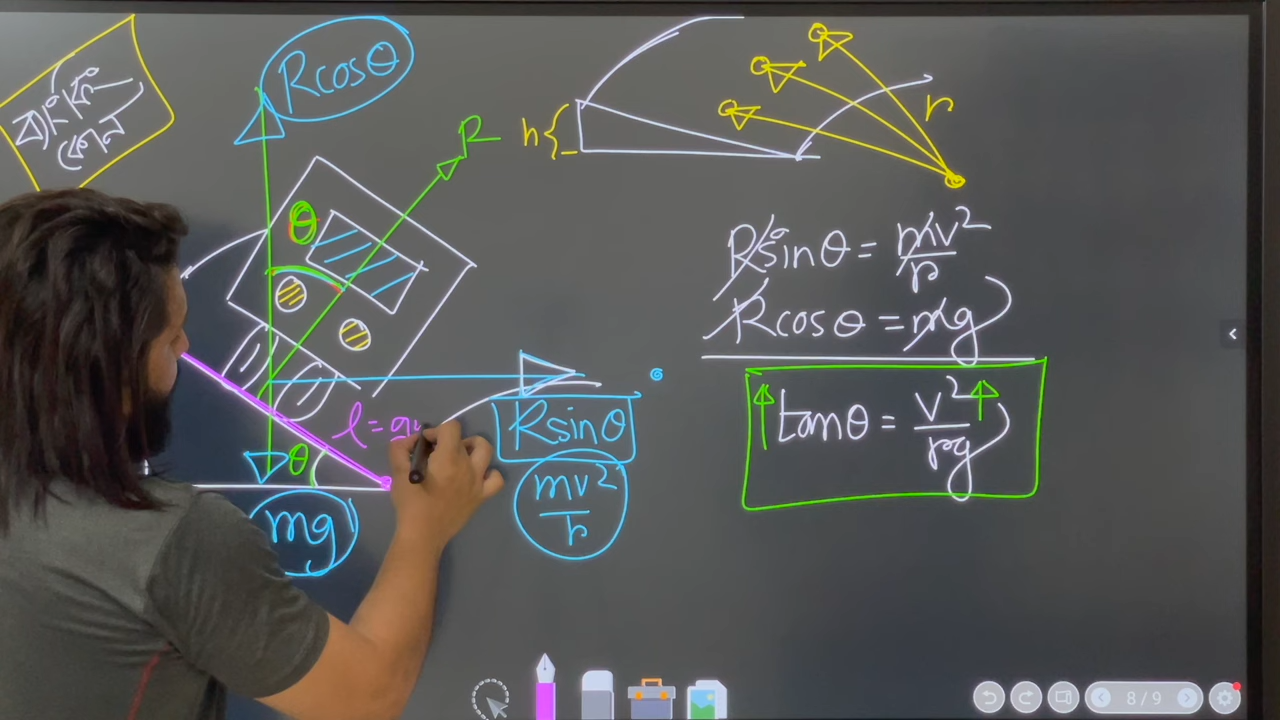 রাস্তার
কোন
Rcosθ
R
θ
h
r
Rsinθ = mv²/r
Rcosθ = mg
tanθ = v²/rg
l =
Rsinθ
θ
mv²/r
mg
8/9